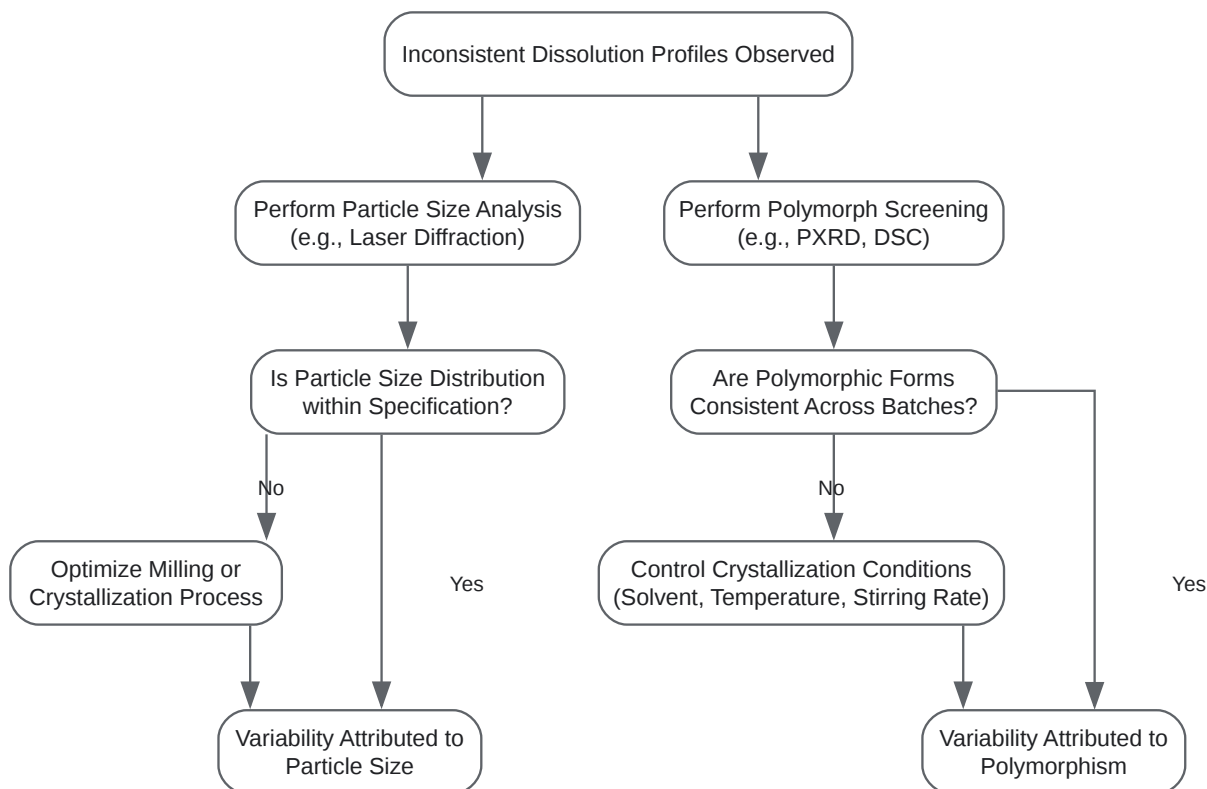 Inconsistent Dissolution Profiles Observed
Perform Particle Size Analysis
(e.g., Laser Diffraction)
Perform Polymorph Screening
(e.g., PXRD, DSC)
Is Particle Size Distribution
within Specification?
Are Polymorphic Forms
Consistent Across Batches?
No
No
Optimize Milling or
Crystallization Process
Yes
Control Crystallization Conditions
(Solvent, Temperature, Stirring Rate)
Yes
Variability Attributed to
Particle Size
Variability Attributed to
Polymorphism